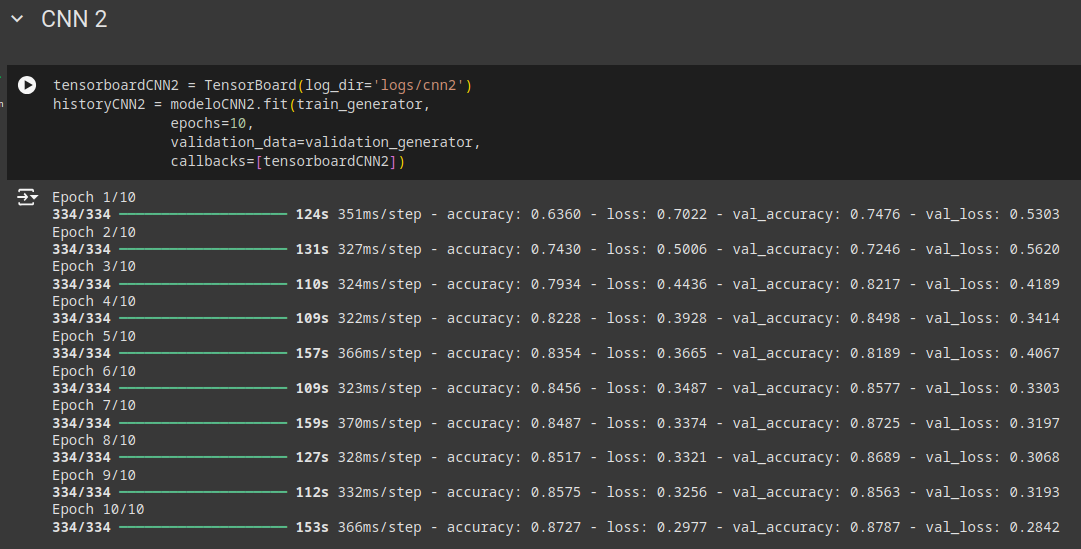 CNN 2
tensorboardCNN2 = TensorBoard(log_dir='logs/cnn2')
historyCNN2 = modeloCNN2.fit(train_generator,
epochs=10,
validation_data=validation_generator,
callbacks=[tensorboardCNN2])
Epoch 1/10
334/334 124s 351ms/step - accuracy: 0.6360 - loss: 0.7022 - val_accuracy: 0.7476 - val_loss: 0.5303
Epoch 2/10
334/334 131s 327ms/step - accuracy: 0.7430 - loss: 0.5006 - val_accuracy: 0.7246 - val_loss: 0.5620
Epoch 3/10
334/334 110s 324ms/step - accuracy: 0.7934 - loss: 0.4436 - val_accuracy: 0.8217 - val_loss: 0.4189
Epoch 4/10
334/334 109s 322ms/step - accuracy: 0.8228 - loss: 0.3928 - val_accuracy: 0.8498 - val_loss: 0.3414
Epoch 5/10
334/334 157s 366ms/step - accuracy: 0.8354 - loss: 0.3665 - val_accuracy: 0.8189 - val_loss: 0.4067
Epoch 6/10
334/334 109s 323ms/step - accuracy: 0.8456 - loss: 0.3487 - val_accuracy: 0.8577 - val_loss: 0.3303
Epoch 7/10
334/334 159s 370ms/step - accuracy: 0.8487 - loss: 0.3374 - val_accuracy: 0.8725 - val_loss: 0.3197
Epoch 8/10
334/334 127s 328ms/step - accuracy: 0.8517 - loss: 0.3321 - val_accuracy: 0.8689 - val_loss: 0.3068
Epoch 9/10
334/334 112s 332ms/step - accuracy: 0.8575 - loss: 0.3256 - val_accuracy: 0.8563 - val_loss: 0.3193
Epoch 10/10
334/334 153s 366ms/step - accuracy: 0.8727 - loss: 0.2977 - val_accuracy: 0.8787 - val_loss: 0.2842